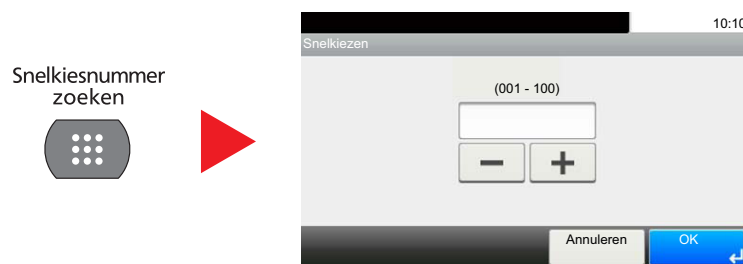 Snelkiesnummer
zoeken
10:10
Snelkiezen
(001 - 100)
Annuleren
OK